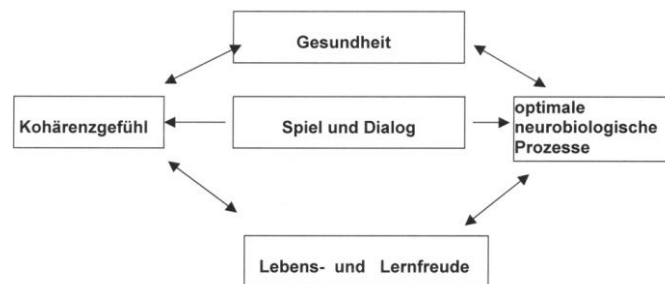 Gesundheit
Kohärenzgefühl
Spiel und Dialog
optimale
neurobiologische
Prozesse
Lebens- und Lernfreude